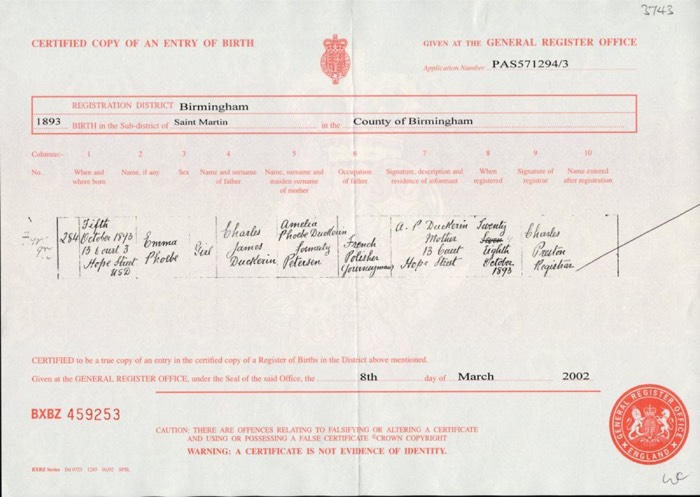 3743
CERTIFIED COPY OF AN ENTRY OF BIRTH
GIVEN AT THE GENERAL REGISTER OFFICE
Application Number PAS571294/3
REGISTRATION DISTRICT Birmingham
1893 BIRTH in the Sub-district of Saint Martin in the County of Birmingham
Columns:- 1 2 3 4 5 6 7 8 9 10
No. When and where born Name, if any Sex Name and surname of father Name, surname and maiden surname of mother Occupation of father Signature, description and residence of informant When registered Signature of registrar Name entered after registration
284 Fifth October 1893 13 Court 3 Hope Street USD
Emma Phoebe
Girl
Charles James Duckerin
Amelia Phoebe Duckerin formerly Petersen
French Polisher Journeyman
A. P Duckerin Mother 13 Court Hope Street
Twenty Eighth October 1893
Charles Preston Registrar
CERTIFIED to be a true copy of an entry in the certified copy of a Register of Births in the District above mentioned.
Given at the GENERAL REGISTER OFFICE, under the Seal of the said Office, the 8th day of March 2002
BXBZ 459253
CAUTION: THERE ARE OFFENCES RELATING TO FALSIFYING OR ALTERING A CERTIFICATE
AND USING OR POSSESSING A FALSE CERTIFICATE ©CROWN COPYRIGHT
WARNING: A CERTIFICATE IS NOT EVIDENCE OF IDENTITY.
GENERAL REGISTER OFFICE
ENGLAND
BXBZ Series